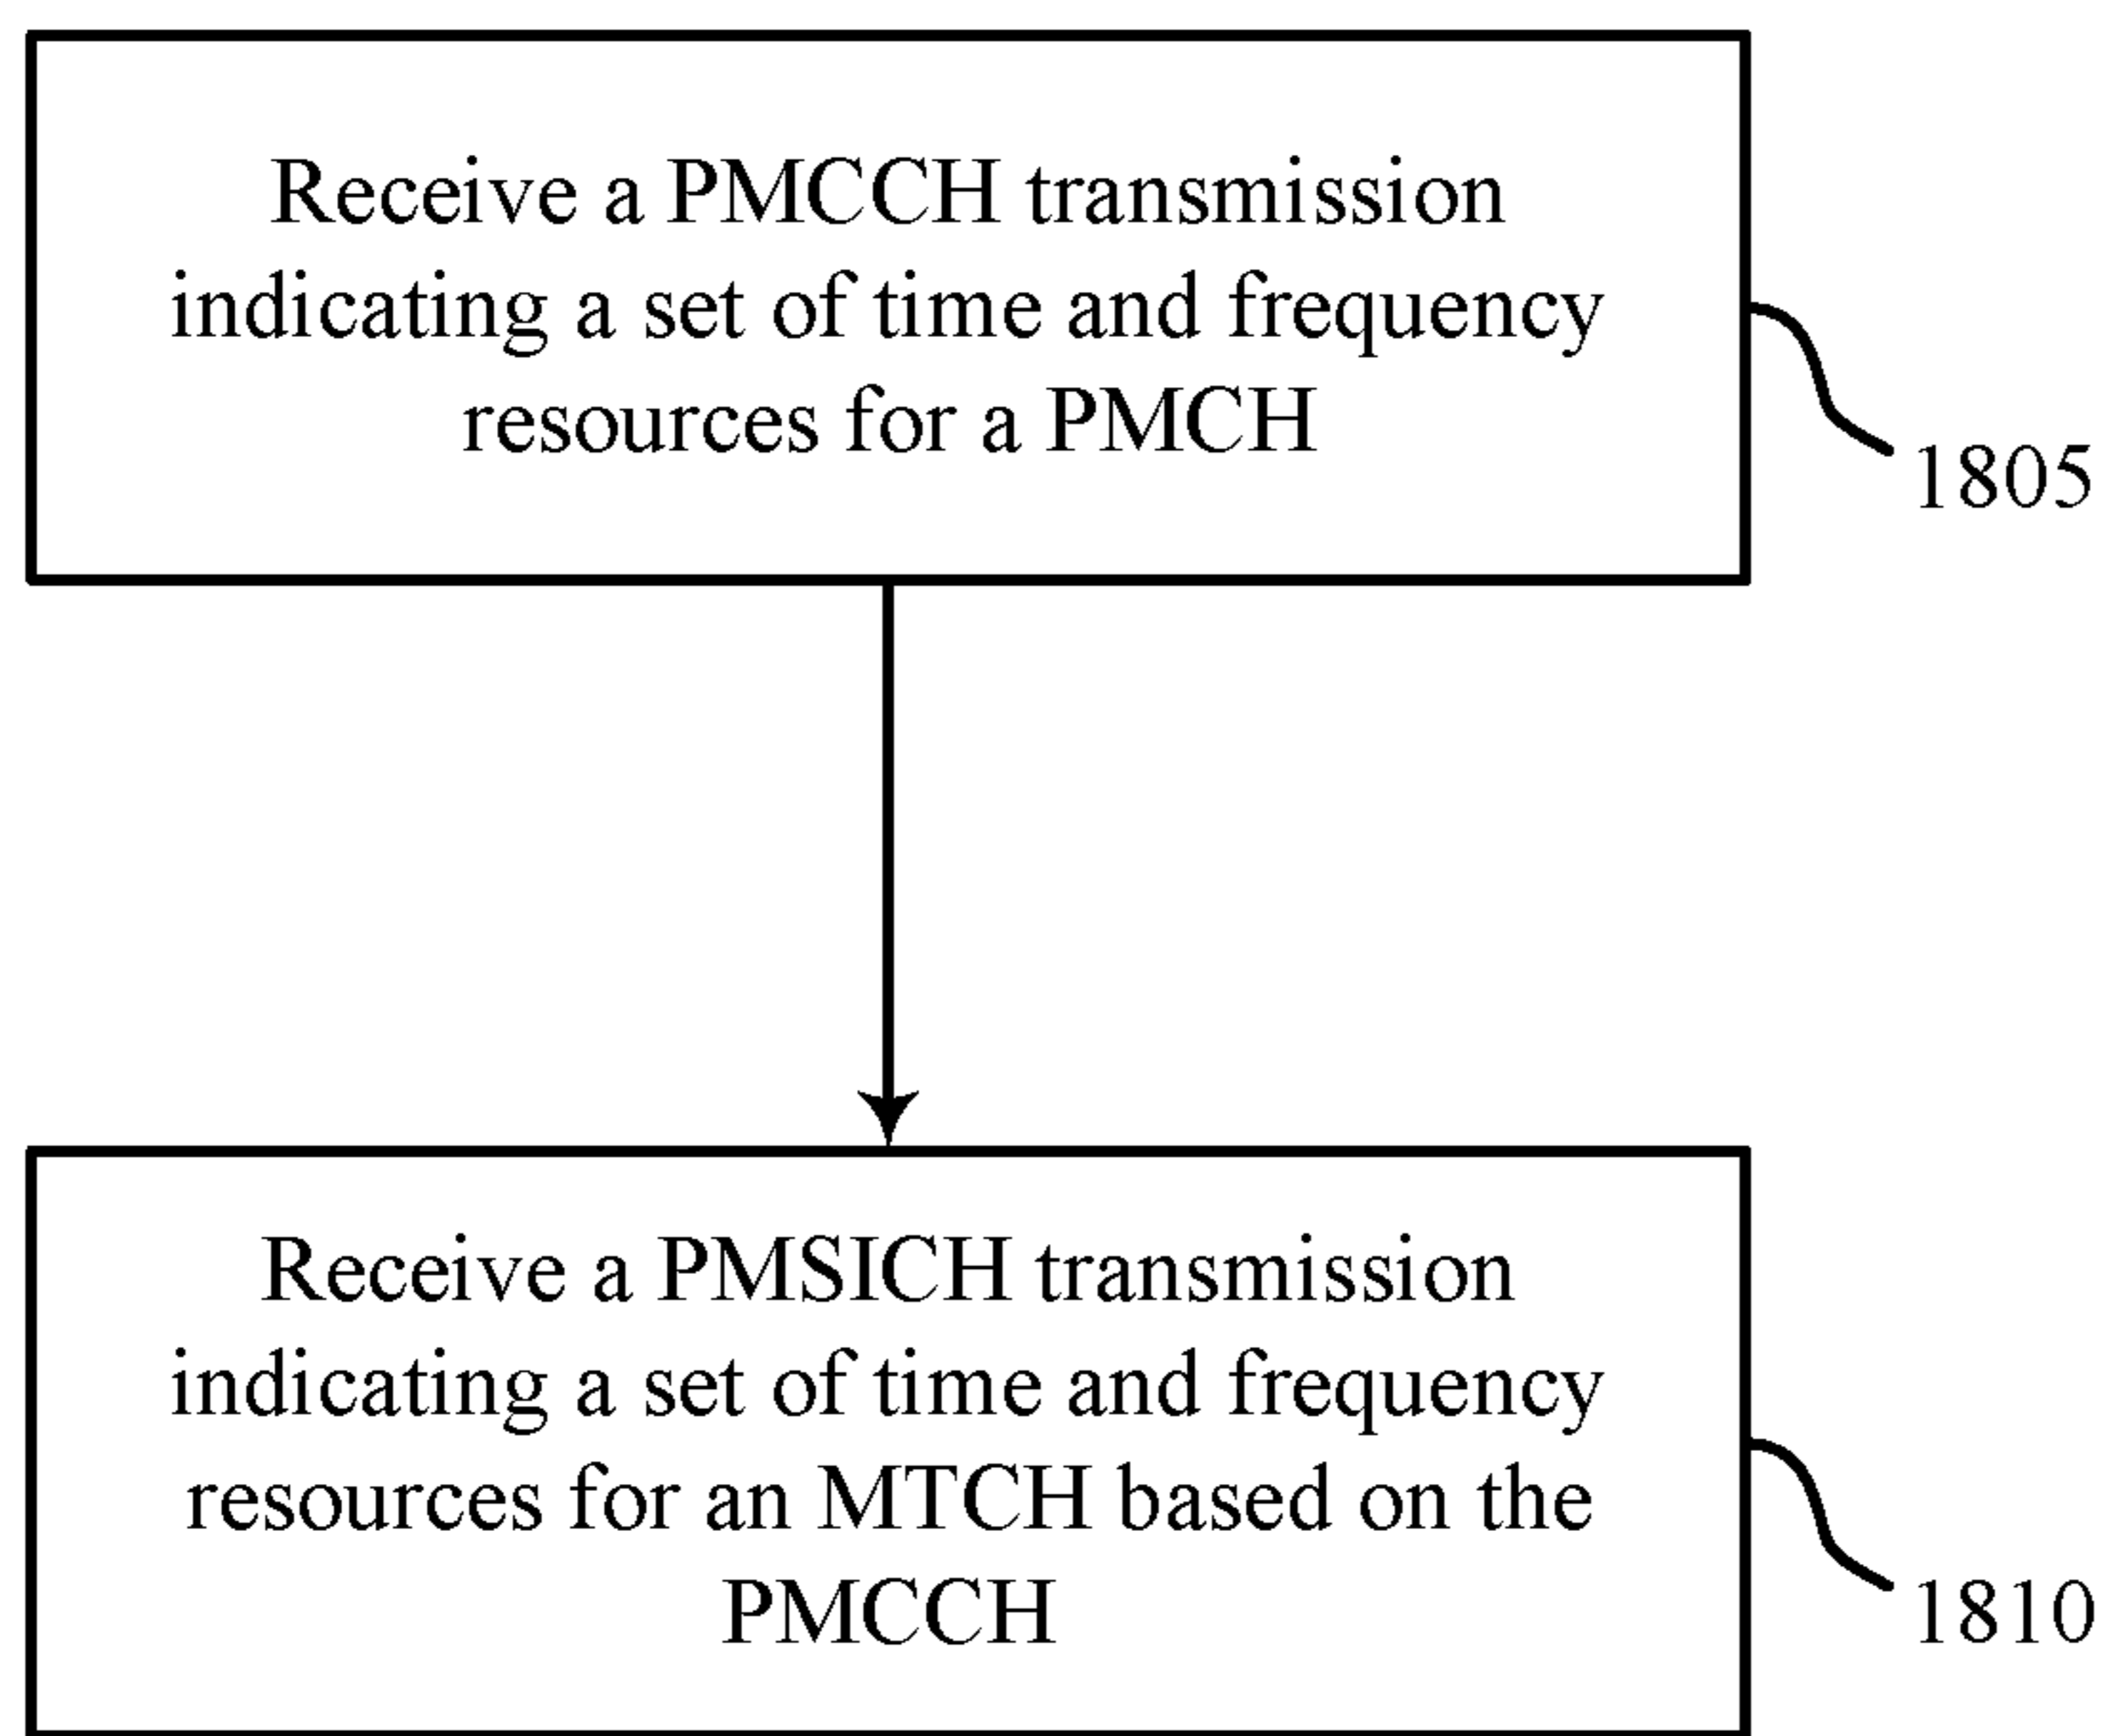 Receive a PMCCH transmission
indicating a set of time and frequency
resources for a PMCH
1805
Receive a PMSICH transmission
indicating a set of time and frequency
resources for an MTCH based on the
PMCCH
1810